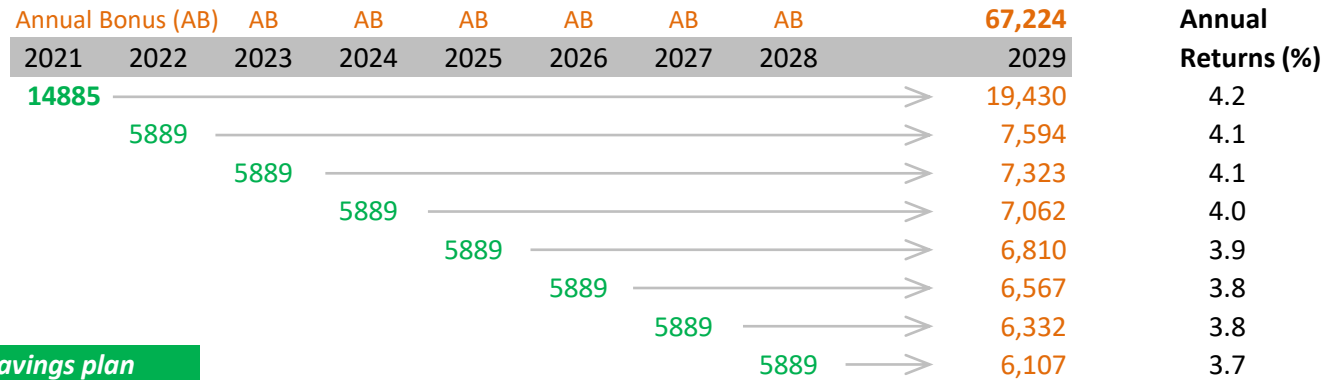 Annual Bonus (AB) AB AB AB AB AB AB 67,224 Annual
2021 2022 2023 2024 2025 2026 2027 2028 2029 Returns (%)
14885 19,430 4.2
5889 7,594 4.1
5889 7,323 4.1
5889 7,062 4.0
5889 6,810 3.9
5889 6,567 3.8
5889 6,332 3.8
plan 5889 6,107 3.7